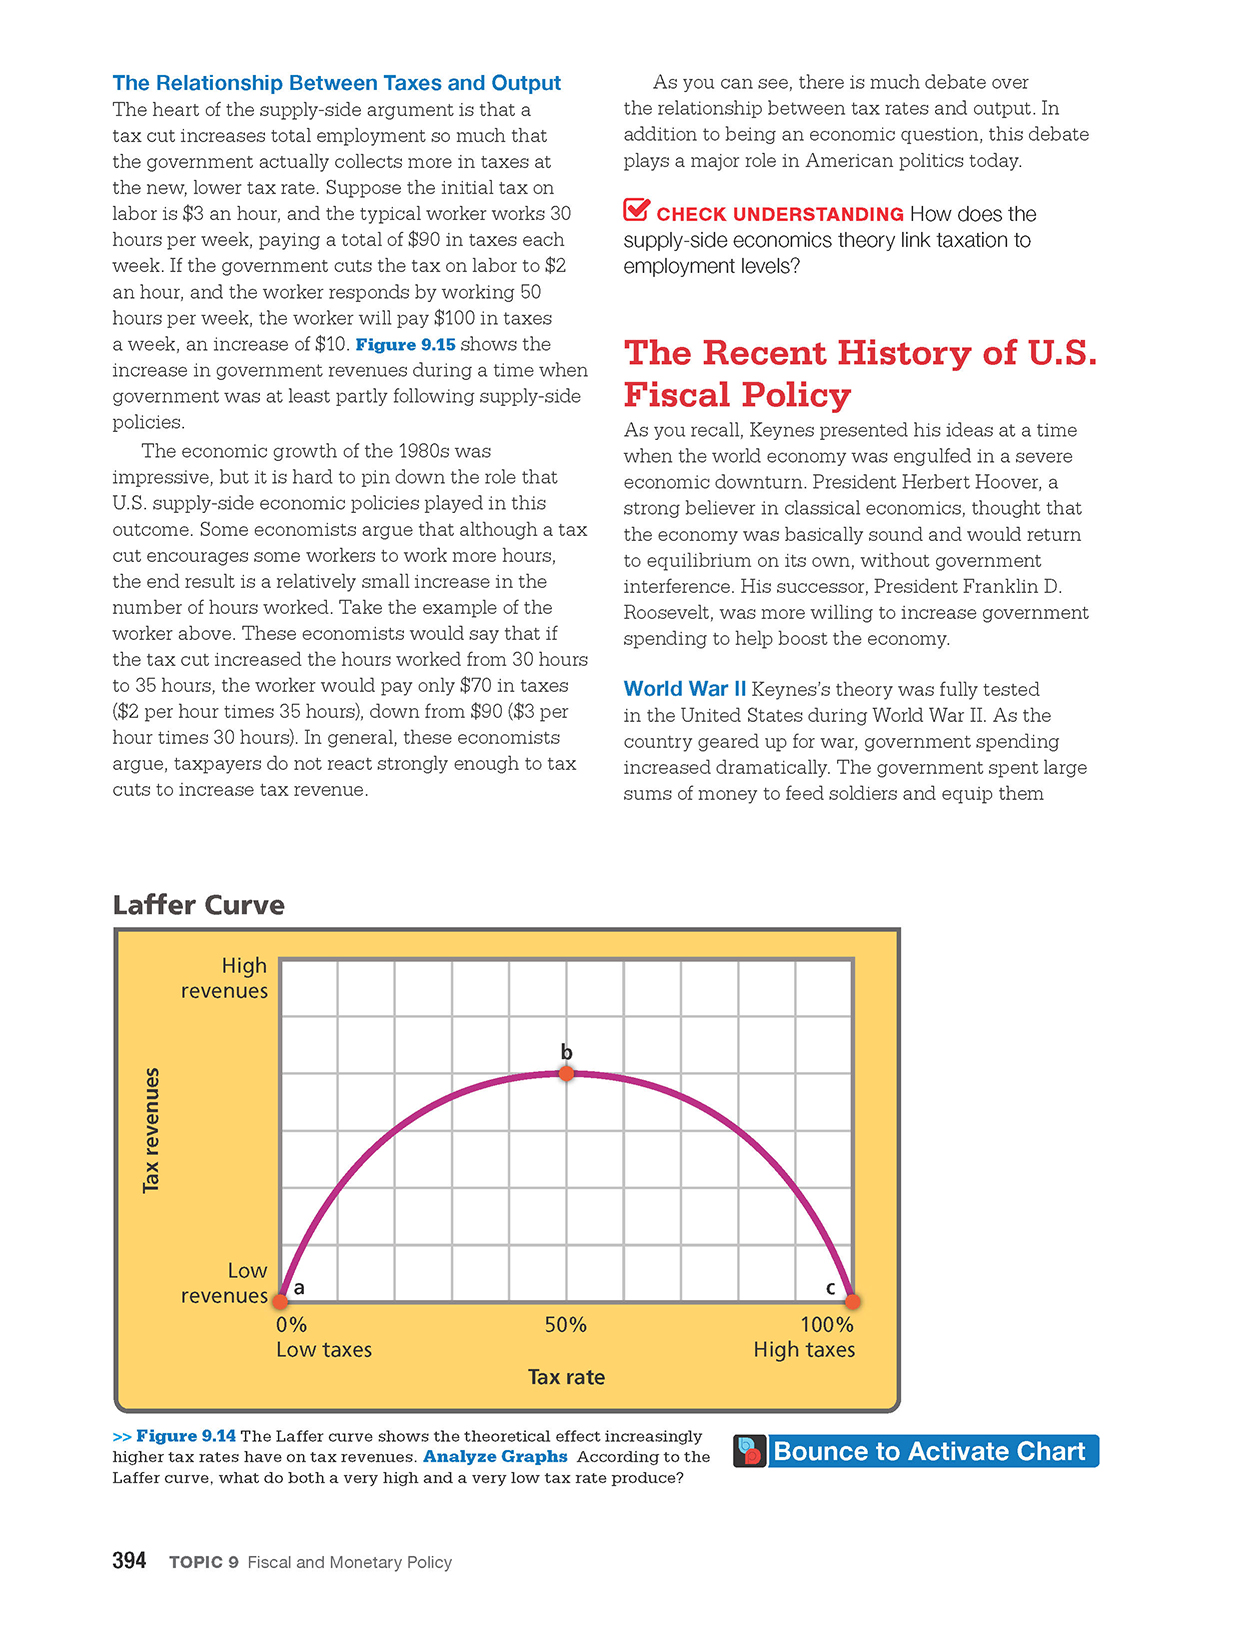 The Relationship Between Taxes and Output
The heart of the supply-side argument is that a
tax cut increases total employment so much that
the government actually collects more in taxes at
the new, lower tax rate. Suppose the initial tax on
labor is $3 an hour, and the typical worker works 30
hours per week, paying a total of $90 in taxes each
week. If the government cuts the tax on labor to $2
an hour, and the worker responds by working 50
hours per week, the worker will pay $100 in taxes
a week, an increase of $10. Figure 9.15 shows the
increase in government revenues during a time when
government was at least partly following supply-side
policies.
The economic growth of the 1980s was
impressive, but it is hard to pin down the role that
U.S. supply-side economic policies played in this
outcome. Some economists argue that although a tax
cut encourages some workers to work more hours,
the end result is a relatively small increase in the
number of hours worked. Take the example of the
worker above. These economists would say that if
the tax cut increased the hours worked from 30 hours
to 35 hours, the worker would pay only $70 in taxes
($2 per hour times 35 hours), down from $90 ($3 per
hour times 30 hours). In general, these economists
argue, taxpayers do not react strongly enough to tax
cuts to increase tax revenue.
As you can see, there is much debate over
the relationship between tax rates and output. In
addition to being an economic question, this debate
plays a major role in American politics today.
CHECK UNDERSTANDING How does the
supply-side economics theory link taxation to
employment levels?
The Recent History of U.S.
Fiscal Policy
As you recall, Keynes presented his ideas at a time
when the world economy was engulfed in a severe
economic downturn. President Herbert Hoover, a
strong believer in classical economics, thought that
the economy was basically sound and would return
to equilibrium on its own, without government
interference. His successor, President Franklin D.
Roosevelt, was more willing to increase government
spending to help boost the economy.
World War II Keynes's theory was fully tested
in the United States during World War II. As the
country geared up for war, government spending
increased dramatically. The government spent large
sums of money to feed soldiers and equip them
Laffer Curve
High
revenues
b
Tax revenues
Low
revenues
a
c
0%
50%
100%
Low taxes
High taxes
Tax rate
>> Figure 9.14 The Laffer curve shows the theoretical effect increasingly
higher tax rates have on tax revenues. Analyze Graphs According to the
Laffer curve, what do both a very high and a very low tax rate produce?
Bounce to Activate Chart
394 TOPIC 9 Fiscal and Monetary Policy